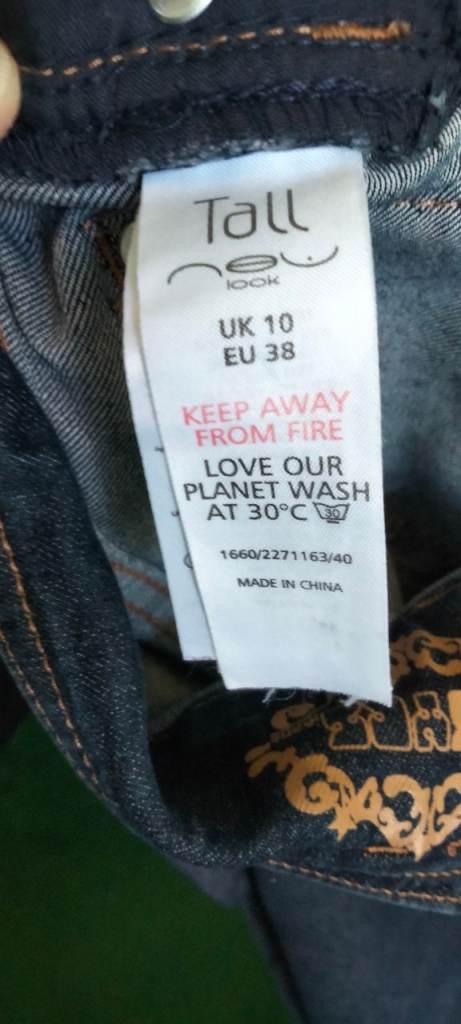 Tall
new
look
UK 10
EU 38
KEEP AWAY
FROM FIRE
LOVE OUR
PLANET WASH
AT 30°C 30
1660/2271163/40
MADE IN CHINA